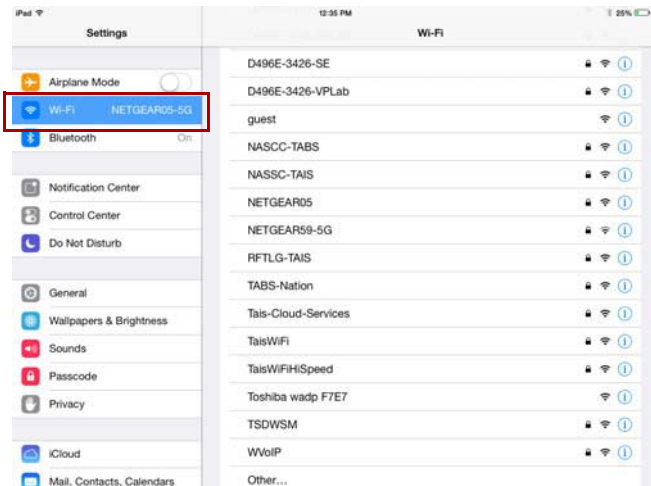 iPad 12:35 PM 25%
Settings
Wi-Fi
Airplane Mode
Wi-Fi NETGEAR05-5G
Bluetooth On
Notification Center
Control Center
Do Not Disturb
General
Wallpapers & Brightness
Sounds
Passcode
Privacy
iCloud
Mail, Contacts, Calendars
D496E-3426-SE
D496E-3426-VPLab
guest
NASCC-TABS
NASSC-TAIS
NETGEAR05
NETGEAR59-5G
RFTLG-TAIS
TABS-Nation
Tais-Cloud-Services
TaisWiFi
TaisWiFiHiSpeed
Toshiba wadp F7E7
TSDWSM
WVoIP
Other...